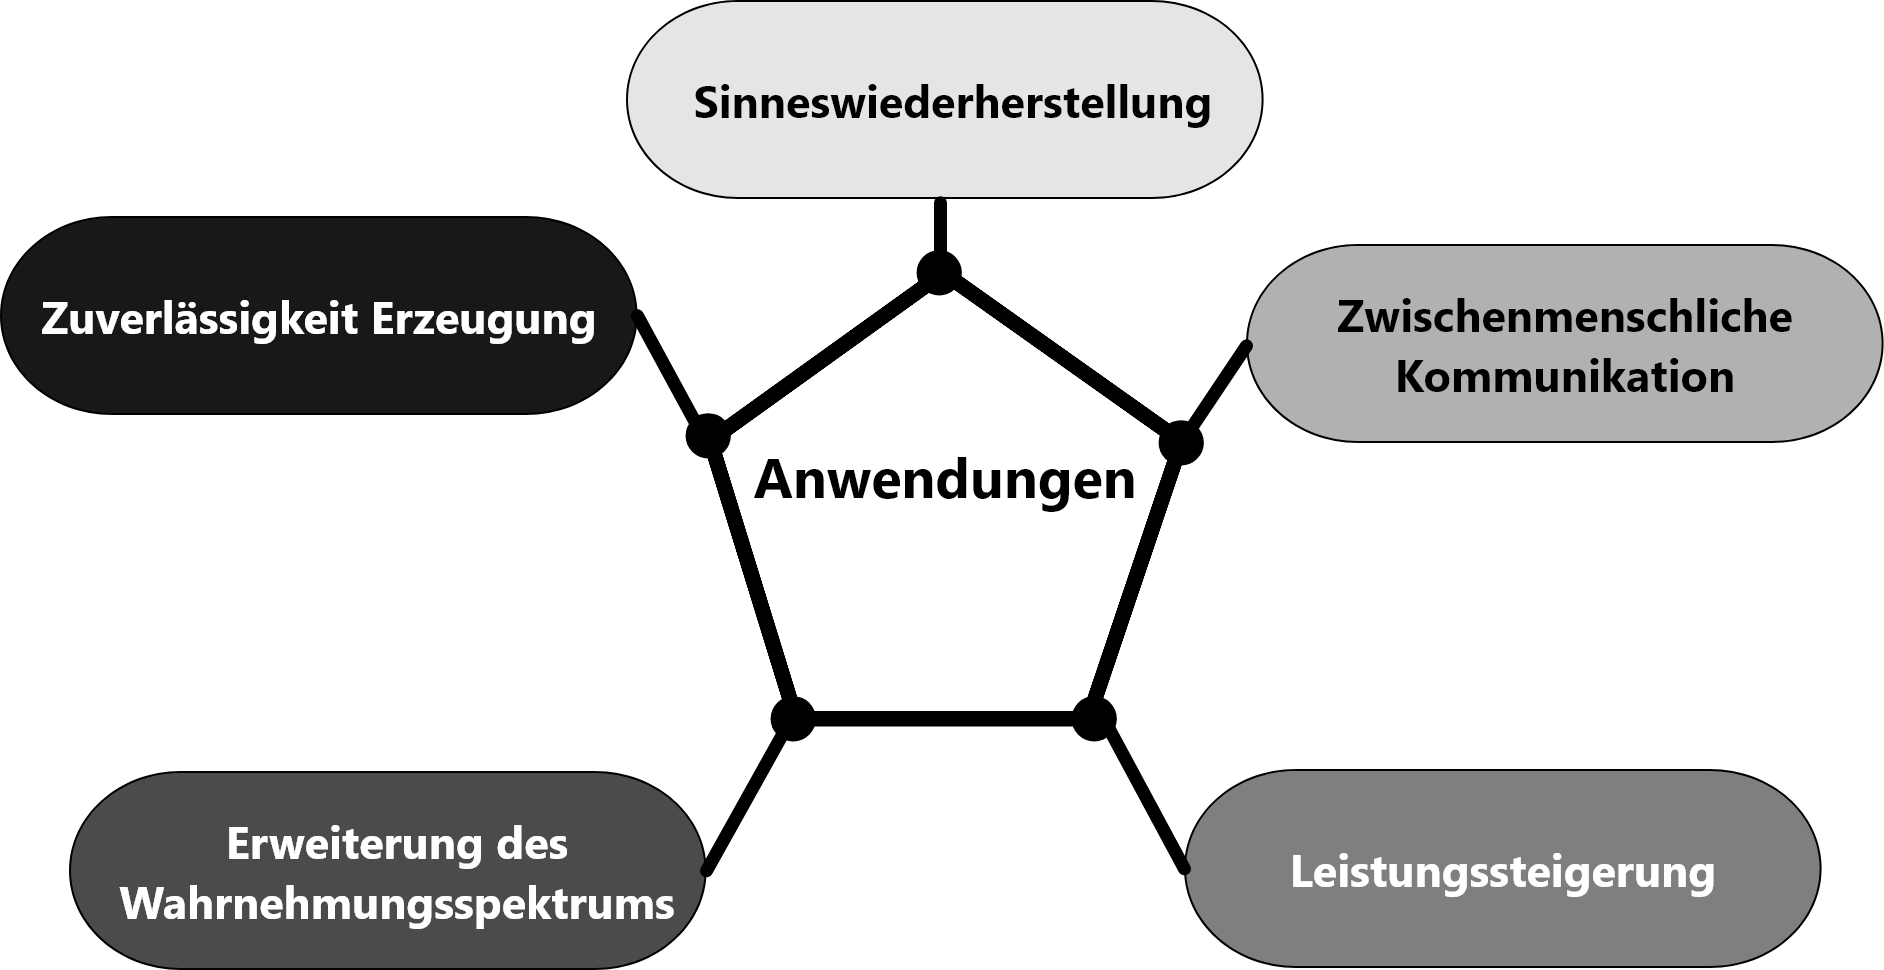 Sinneswiederherstellung
Zuverlässigkeit Erzeugung
Zwischenmenschliche
Kommunikation
Anwendungen
Erweiterung des
Wahrnehmungsspektrums
Leistungssteigerung